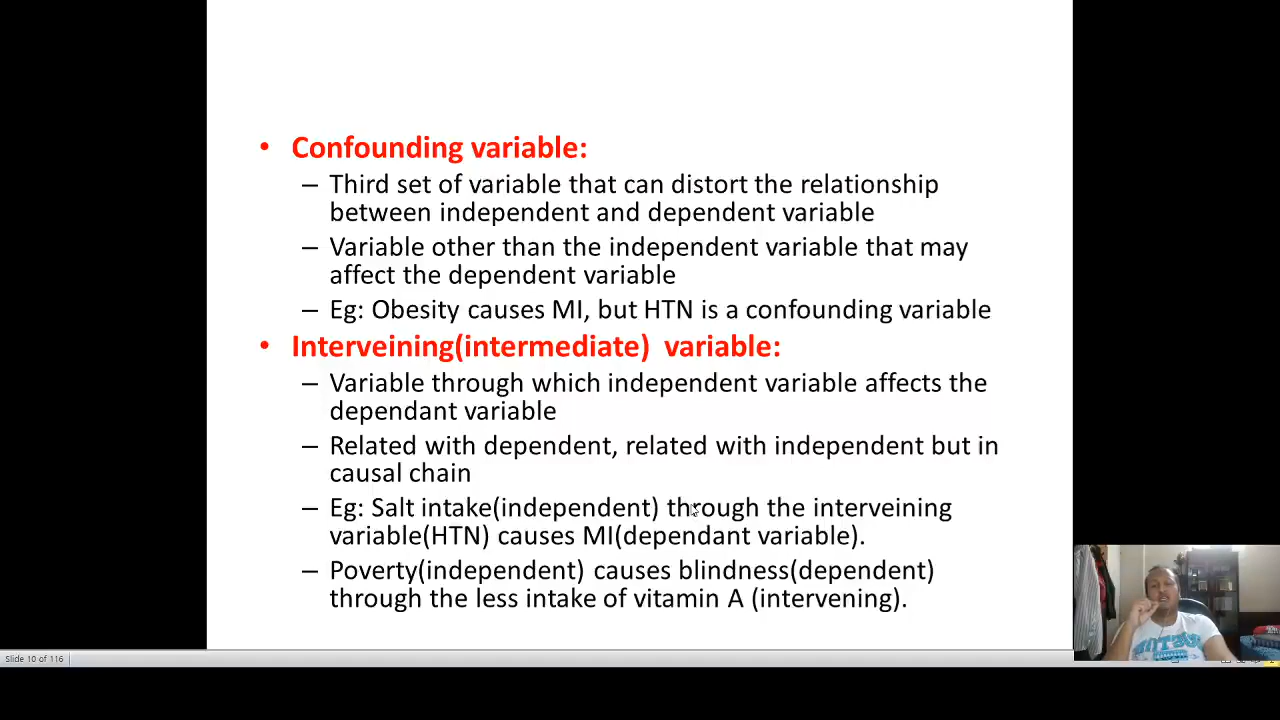 • Confounding variable:
– Third set of variable that can distort the relationship
between independent and dependent variable
– Variable other than the independent variable that may
affect the dependent variable
– Eg: Obesity causes MI, but HTN is a confounding variable
• Interveining(intermediate) variable:
– Variable through which independent variable affects the
dependant variable
– Related with dependent, related with independent but in
causal chain
– Eg: Salt intake(independent) through the interveining
variable(HTN) causes MI(dependant variable).
– Poverty(independent) causes blindness(dependent)
through the less intake of vitamin A (intervening).
Slide 10 of 116